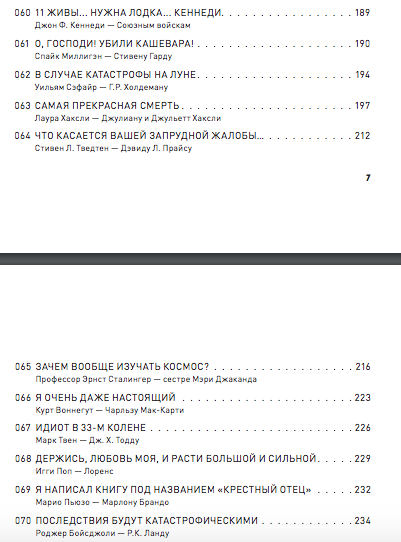 060 11 ЖИВЫ... НУЖНА ЛОДКА... КЕННЕДИ. . . . . . . . . . . . . . . . . . 189
Джон Ф. Кеннеди — Союзным войскам
061 О, ГОСПОДИ! УБИЛИ КАШЕВАРА! . . . . . . . . . . . . . . . . . . . . 190
Спайк Миллигэн — Стивену Гарду
062 В СЛУЧАЕ КАТАСТРОФЫ НА ЛУНЕ. . . . . . . . . . . . . . . . . . . . . 194
Уильям Сэфайр — Г.Р. Холдеману
063 САМАЯ ПРЕКРАСНАЯ СМЕРТЬ . . . . . . . . . . . . . . . . . . . . . . . 197
Лаура Хаксли — Джулиану и Джульетт Хаксли
064 ЧТО КАСАЕТСЯ ВАШЕЙ ЗАПРУДНОЙ ЖАЛОБЫ... . . . . . . . . . . . . 212
Стивен Л. Тведтен — Дэвиду Л. Прайсу
7
065 ЗАЧЕМ ВООБЩЕ ИЗУЧАТЬ КОСМОС? . . . . . . . . . . . . . . . . . . . 216
Профессор Эрнст Сталингер — сестре Мэри Джаканда
066 Я ОЧЕНЬ ДАЖЕ НАСТОЯЩИЙ . . . . . . . . . . . . . . . . . . . . . . . 223
Курт Воннегут — Чарльзу Мак-Карти
067 ИДИОТ В 33-М КОЛЕНЕ . . . . . . . . . . . . . . . . . . . . . . . . . . . 226
Марк Твен — Дж. Х. Тодду
068 ДЕРЖИСЬ, ЛЮБОВЬ МОЯ, И РАСТИ БОЛЬШОЙ И СИЛЬНОЙ. . . . . 229
Игги Поп — Лоренс
069 Я НАПИСАЛ КНИГУ ПОД НАЗВАНИЕМ «КРЕСТНЫЙ ОТЕЦ» . . . . . 232
Марио Пьюзо — Марлону Брандо
070 ПОСЛЕДСТВИЯ БУДУТ КАТАСТРОФИЧЕСКИМИ . . . . . . . . . . . . . 234
Роджер Бойсджоли — Р.К. Ланду